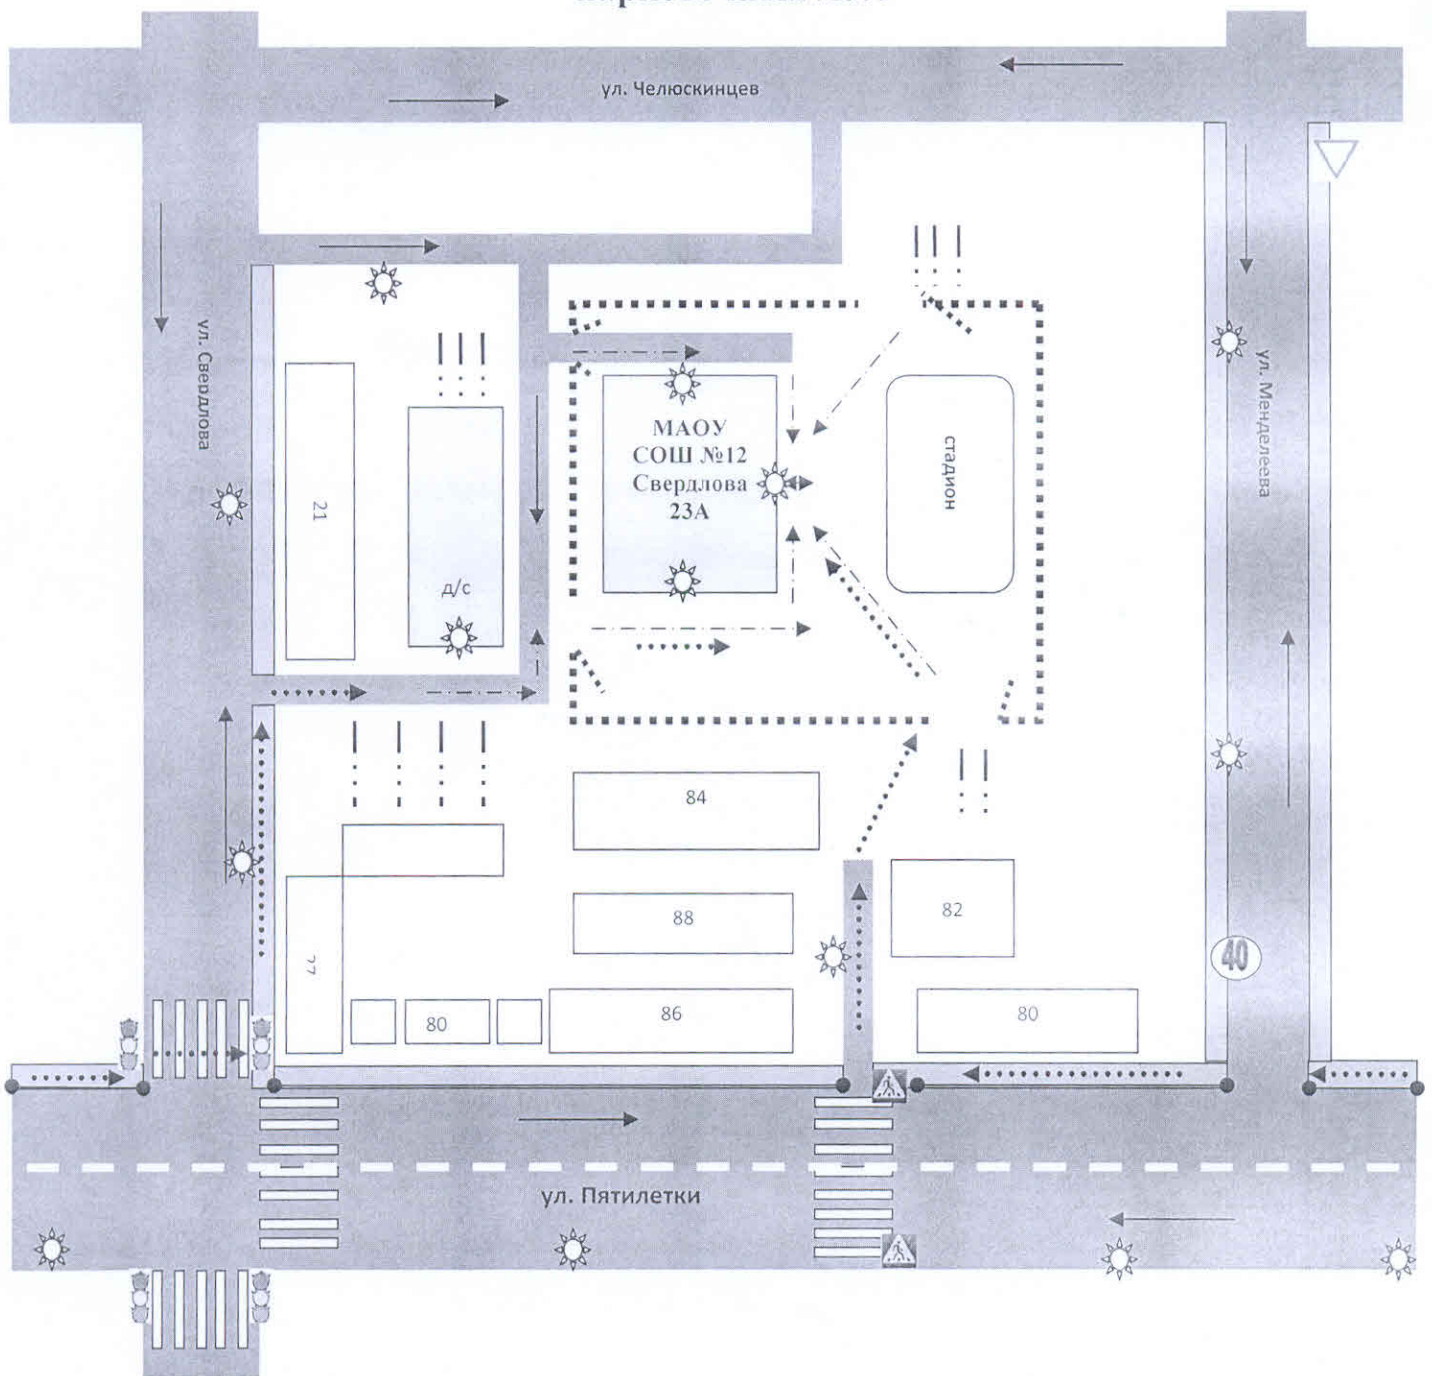 ул. Челюскинцев
ул. Свердлова
ул. Менделеева
МАОУ
СОШ №12
Свердлова
23А
стадион
21
д/с
84
88
82
27
80
86
80
40
ул. Пятилетки